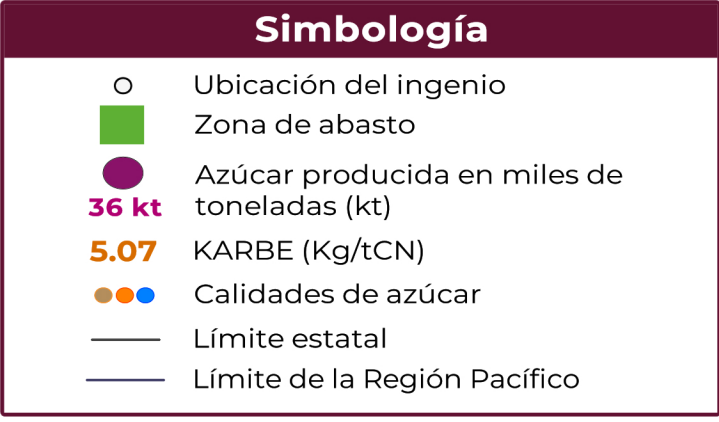 Simbología
Ubicación del ingenio
Zona de abasto
Azúcar producida en miles de
36 kt toneladas (kt)
5.07 KARBE (Kg/tCN)
Calidades de azúcar
Límite estatal
Límite de la Región Pacífico